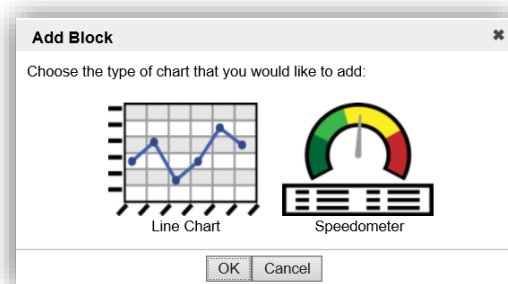 Add Block
Choose the type of chart that you would like to add:
Line Chart
Speedometer
OK
Cancel